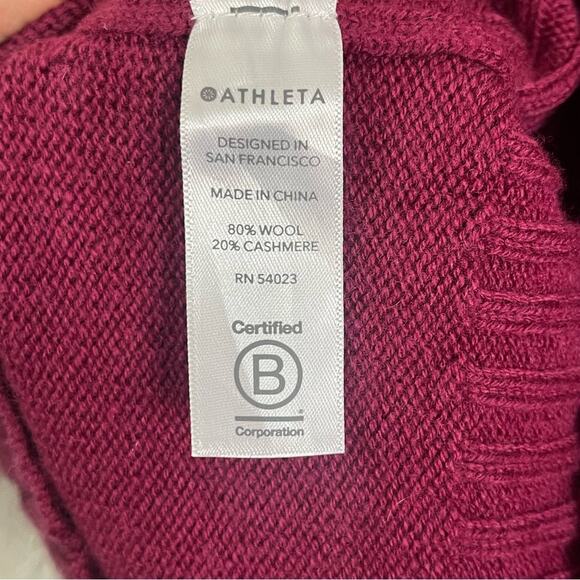 ATHLETA
DESIGNED IN
SAN FRANCISCO
MADE IN CHINA
80% WOOL
20% CASHMERE
RN 54023
Certified
B
®
Corporation